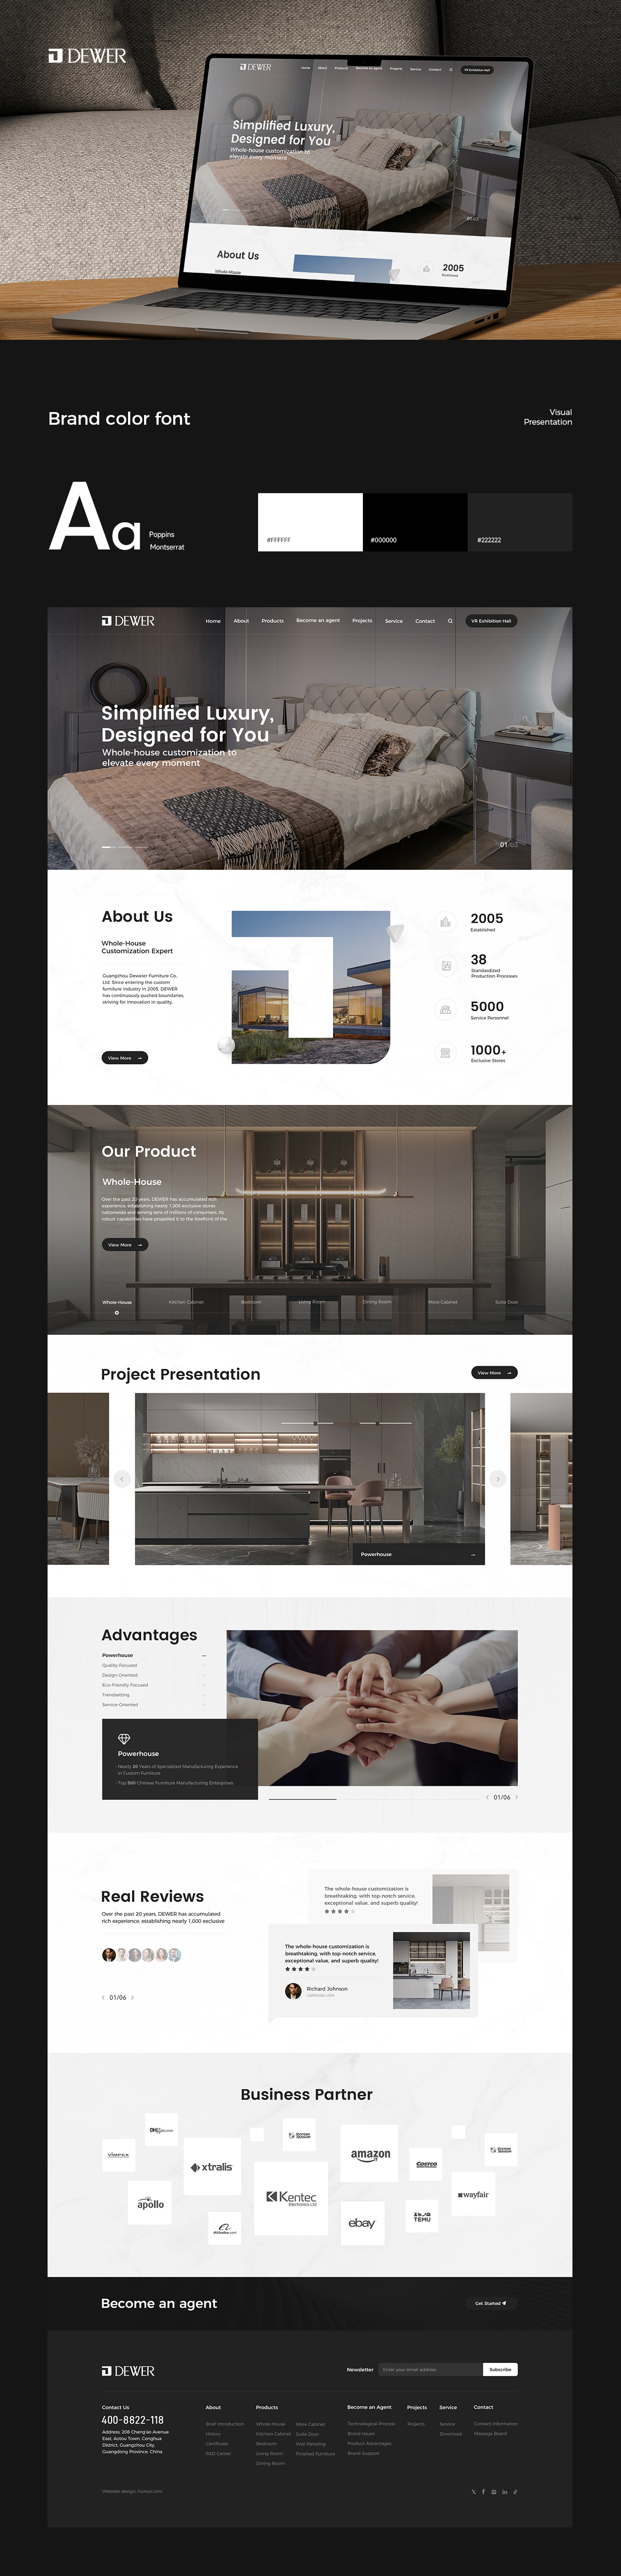 DEWER
DEWER
Home About Products Become an agent Projects Service Contact VR Exhibition Hall
Simplified Luxury,
Designed for You
Whole-house customization to
elevate every moment
01/03
About Us
Whole-House
2005
Established
Brand color font
Visual
Presentation
Aa
Poppins
Montserrat
#FFFFFF
#000000
#222222
DEWER
Home About Products Become an agent Projects Service Contact VR Exhibition Hall
Simplified Luxury,
Designed for You
Whole-house customization to
elevate every moment
01/03
About Us
Whole-House
Customization Expert
Guangzhou Deweier Furniture Co.,
Ltd. Since entering the custom
furniture industry in 2005, DEWER
has continuously pushed boundaries,
striving for innovation in quality.
View More
2005
Established
38
Standardized
Production Processes
5000
Service Personnel
1000+
Exclusive Stores
Our Product
Whole-House
Over the past 20 years, DEWER has accumulated rich
experience, establishing nearly 1,000 exclusive stores
nationwide and serving tens of millions of consumers. Its
robust capabilities have propelled it to the forefront of the
View More
Whole-House Kitchen Cabinet Bedroom Living Room Dining Room More Cabinet Suite Door
Project Presentation
View More
Powerhouse
Advantages
Powerhouse
Quality-Focused
Design-Oriented
Eco Friendly Focused
Trendsetting
Service-Oriented
Powerhouse
- Nearly 20 Years of Specialized Manufacturing Experience
in Custom Furniture
- Top 500 Chinese Furniture Manufacturing Enterprises
01/06
Real Reviews
Over the past 20 years, DEWER has accumulated
rich experience, establishing nearly 1,000 exclusive
01/06
The whole-house customization is
breathtaking, with top-notch service,
exceptional value, and superb quality!
The whole-house customization is
breathtaking, with top-notch service,
exceptional value, and superb quality!
Richard Johnson
California, USA
Business Partner
VIMPEX
xtralis
amazon
Costco
apollo
Kentec
Electronics Ltd
wayfair
Alibaba.com
ebay
TEMU
Become an agent
Get Started
DEWER
Newsletter
Enter your email address
Subscribe
Contact Us
400-8822-118
Address: 208 Cheng'ao Avenue
East, Aotou Town, Conghua
District, Guangzhou City,
Guangdong Province, China
About
Brief Introduction
History
Certificate
R&D Center
Products
Whole-House
Kitchen Cabinet
Bedroom
Living Room
Dining Room
More Cabinet
Suite Door
Wall Paneling
Finished Furniture
Become an Agent
Technological Process
Brand Issues
Product Advantages
Brand Support
Projects
Projects
Service
Service
Download
Contact
Contact Information
Message Board